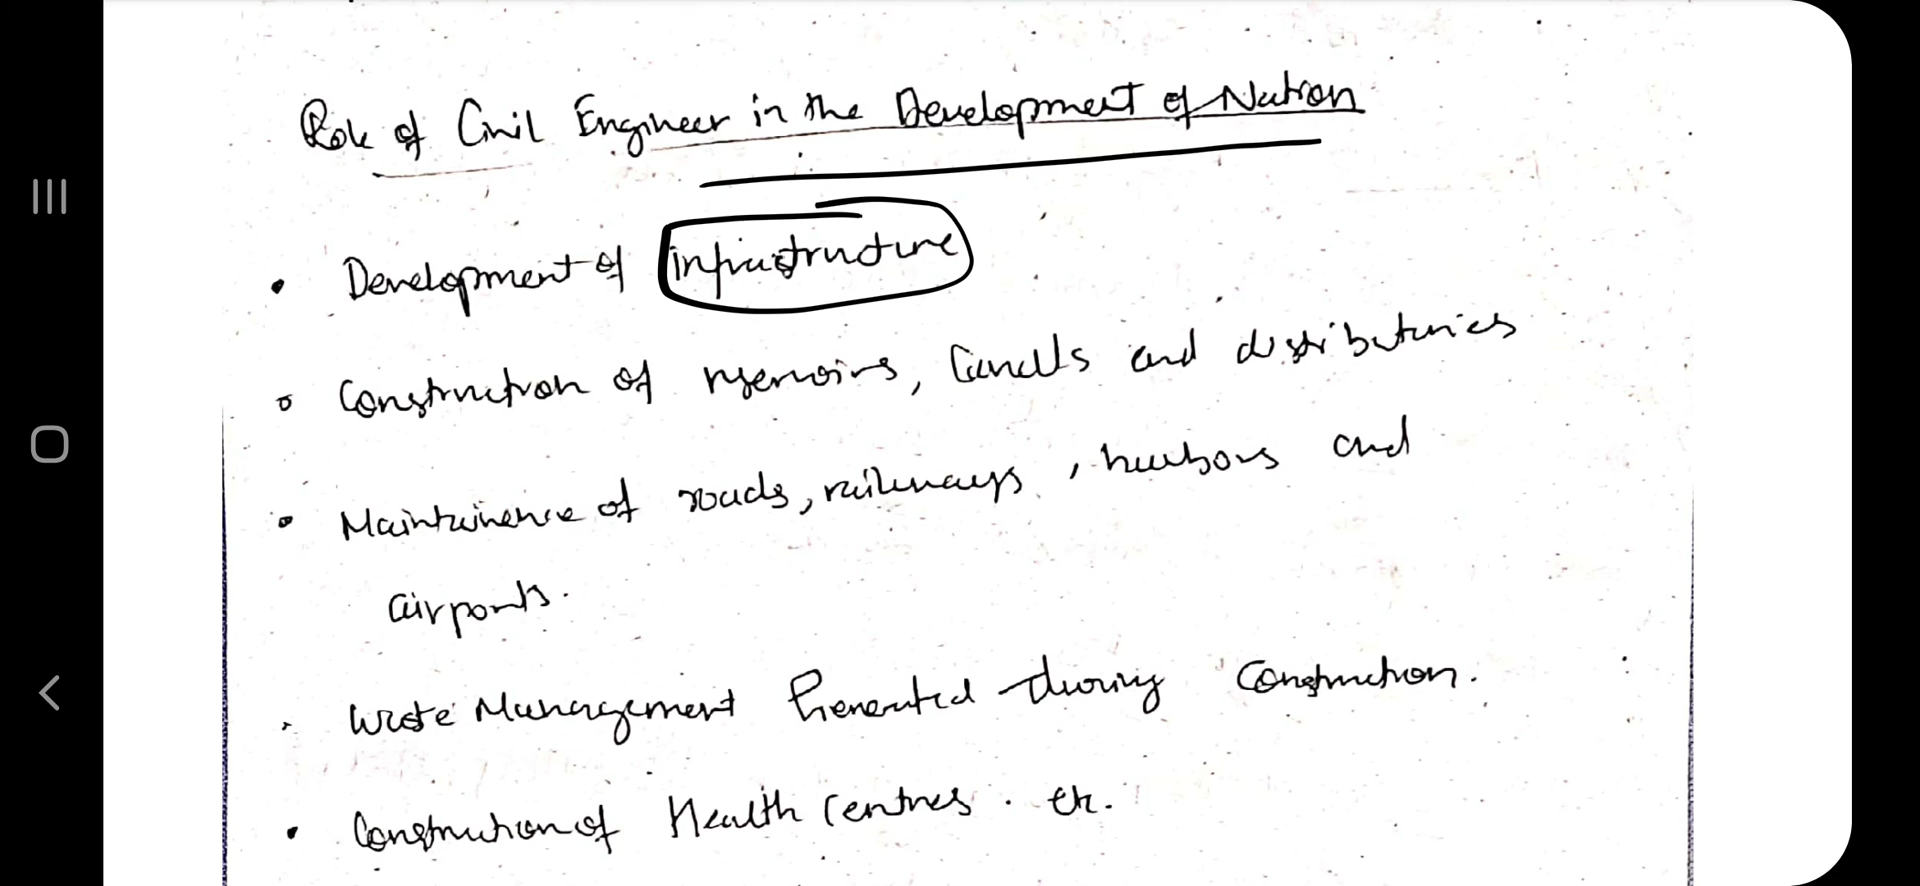 Role of Civil Engineer in the Development of Nation
• Development of infrastructure
• Construction of reservoirs, Canals and distributaries
• Maintainence of roads, railways, harbors and
airports.
• Waste Management Generated during Construction.
• Construction of Health Centres. etc.